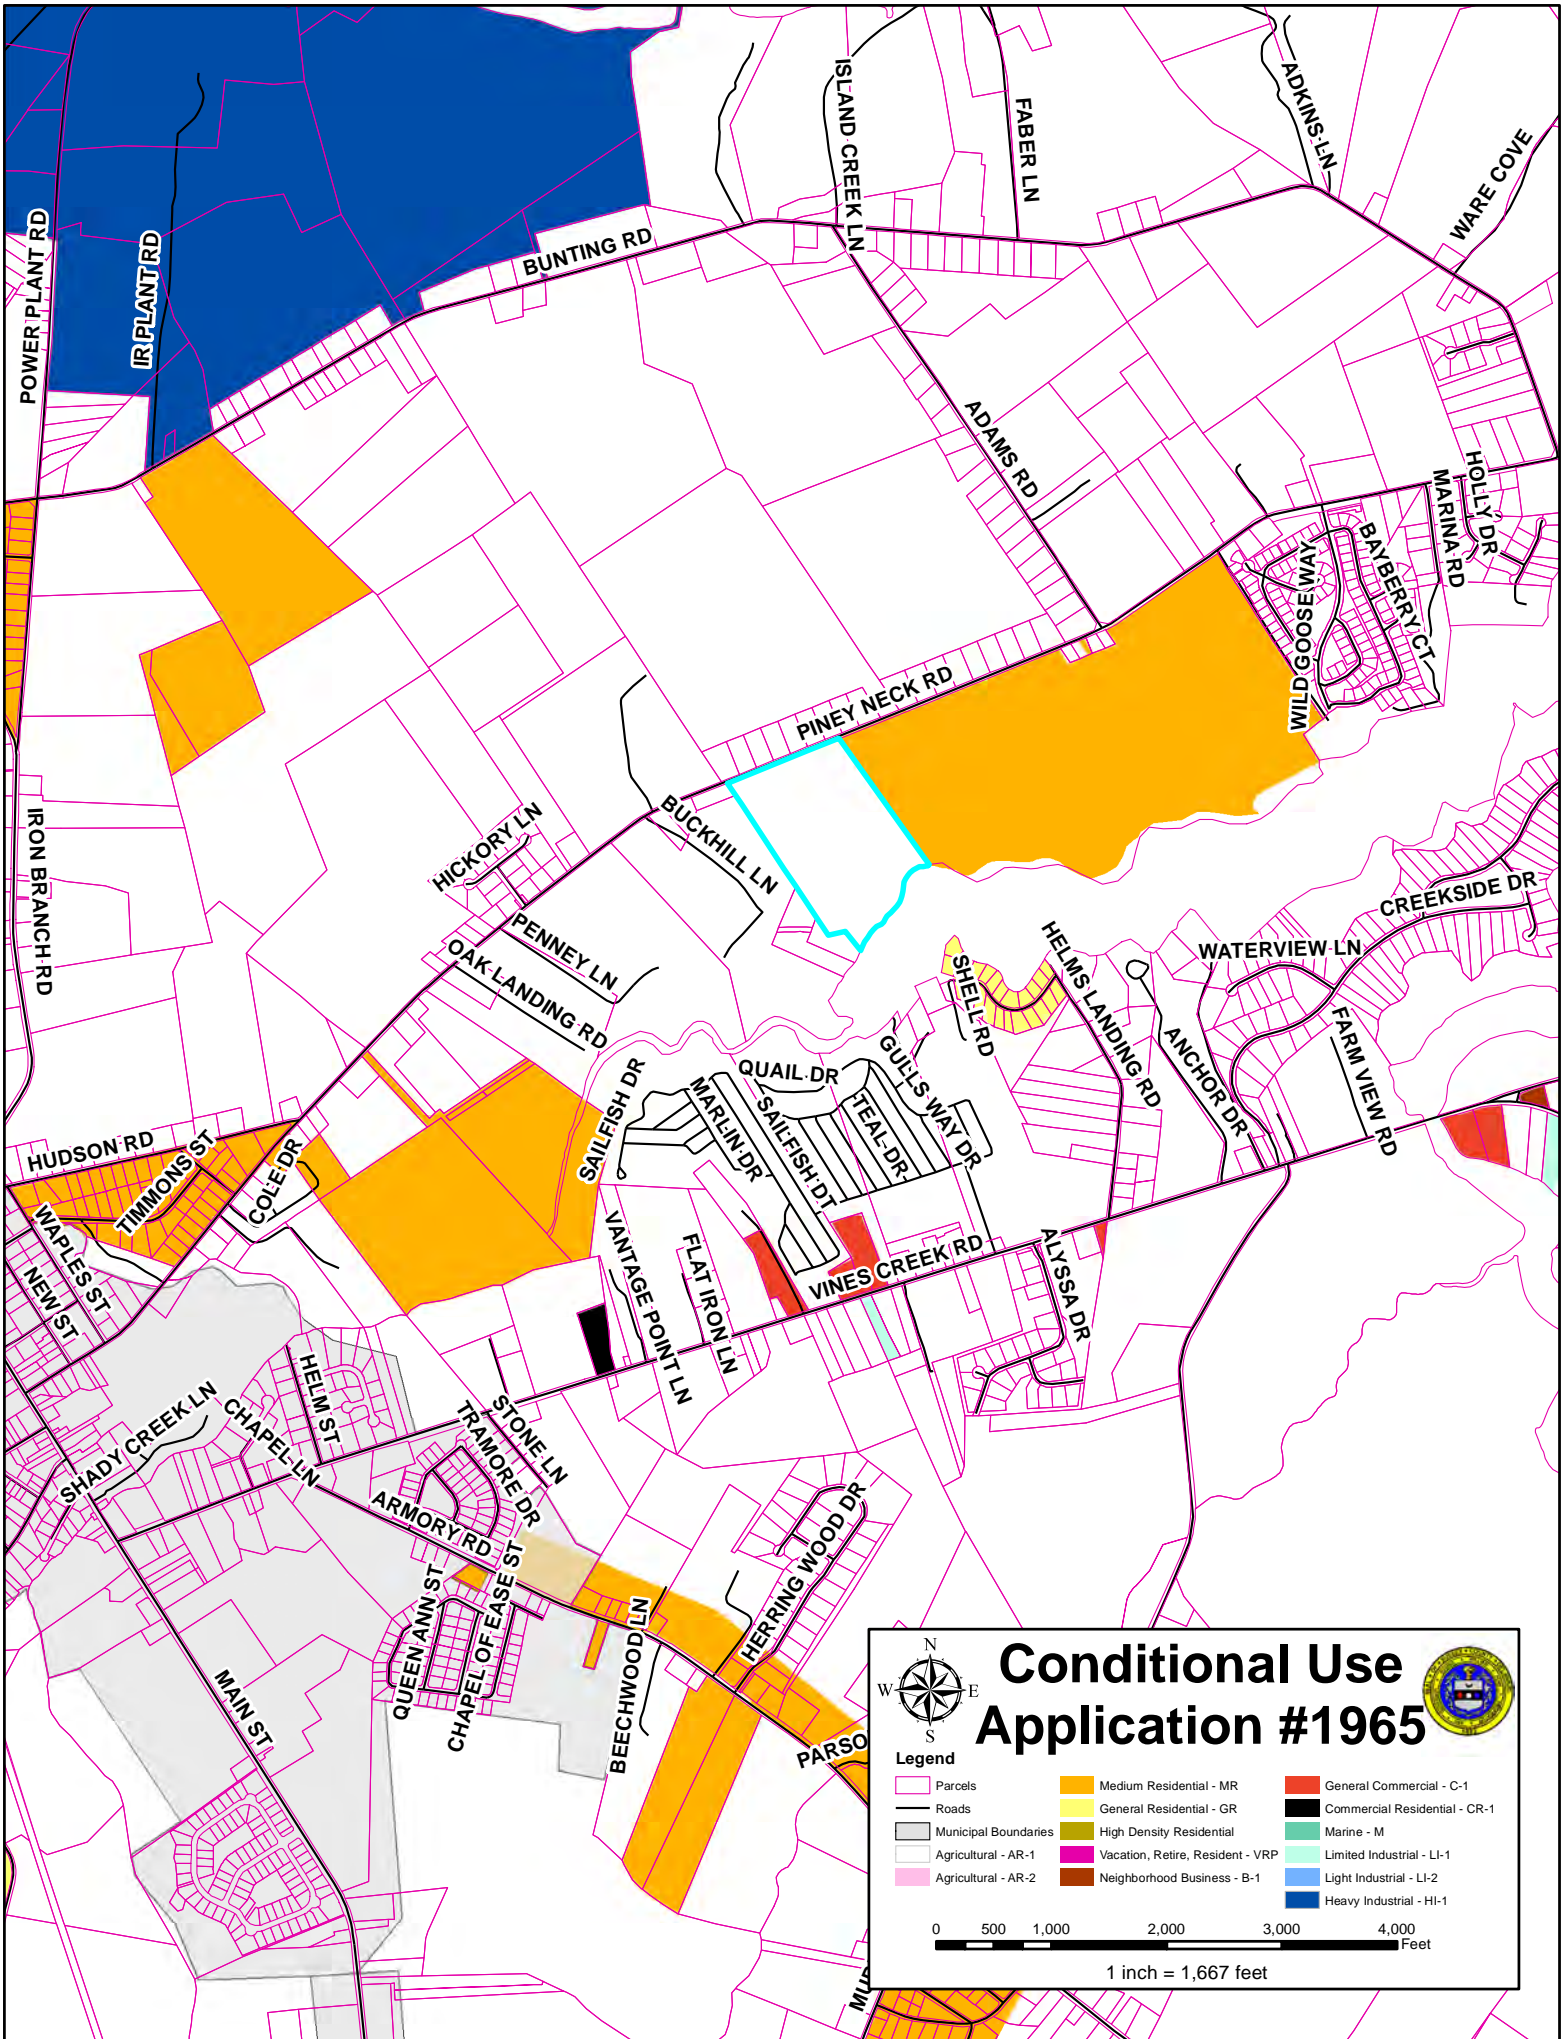 ISLAND CREEK LN
FABER LN
ADKINS LN
WARE COVE
POWER PLANT RD
IR PLANT RD
BUNTING RD
ADAMS RD
HOLLY DR
MARINA RD
BAYBERRY CT
WILD GOOSE WAY
PINEY NECK RD
BUCKHILL LN
HICKORY LN
IRON BRANCH RD
PENNEY LN
OAK LANDING RD
CREEKSIDE DR
WATERVIEW LN
HELMS LANDING RD
SHELL RD
ANCHOR DR
FARM VIEW RD
QUAIL DR
GULLS WAY DR
SAILFISH DR
MARLIN DR
SAILFISH DT
TEAL DR
HUDSON RD
TIMMONS ST
COLE DR
WAPLES ST
NEW ST
VANTAGE POINT LN
FLAT IRON LN
VINES CREEK RD
ALYSSA DR
HELM ST
SHADY CREEK LN
CHAPEL LN
STONE LN
TRAMORE DR
ARMORY RD
QUEEN ANN ST
CHAPEL OF EASE ST
BEECHWOOD LN
HERRING WOOD DR
MAIN ST
PARSO
MUR
N
W E
S
Conditional Use
Application #1965
Legend
Parcels
Roads
Municipal Boundaries
Agricultural - AR-1
Agricultural - AR-2
Medium Residential - MR
General Residential - GR
High Density Residential
Vacation, Retire, Resident - VRP
Neighborhood Business - B-1
General Commercial - C-1
Commercial Residential - CR-1
Marine - M
Limited Industrial - LI-1
Light Industrial - LI-2
Heavy Industrial - HI-1
0 500 1,000 2,000 3,000 4,000
Feet
1 inch = 1,667 feet